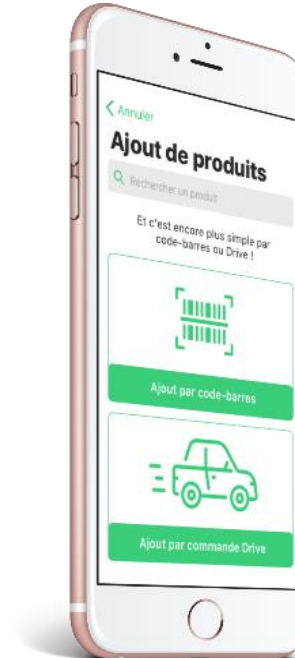 Annuler
Ajout de produits
Rechercher un produit
Et c'est encore plus simple par
code-barres ou Drive !
Ajout par code-barres
Ajout par commande Drive